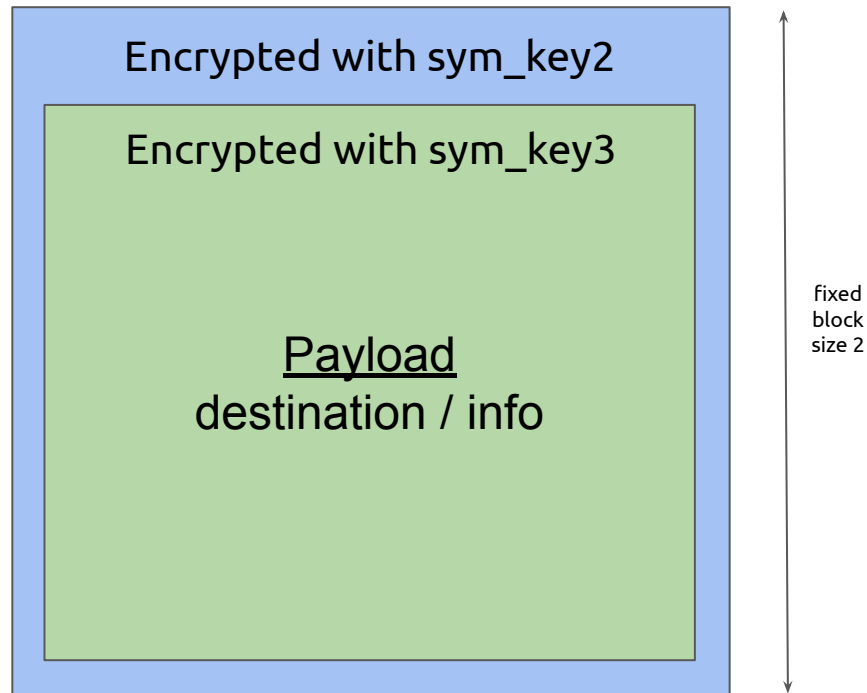 Encrypted with sym_key2
Encrypted with sym_key3
Payload
destination / info
fixed
block
size 2